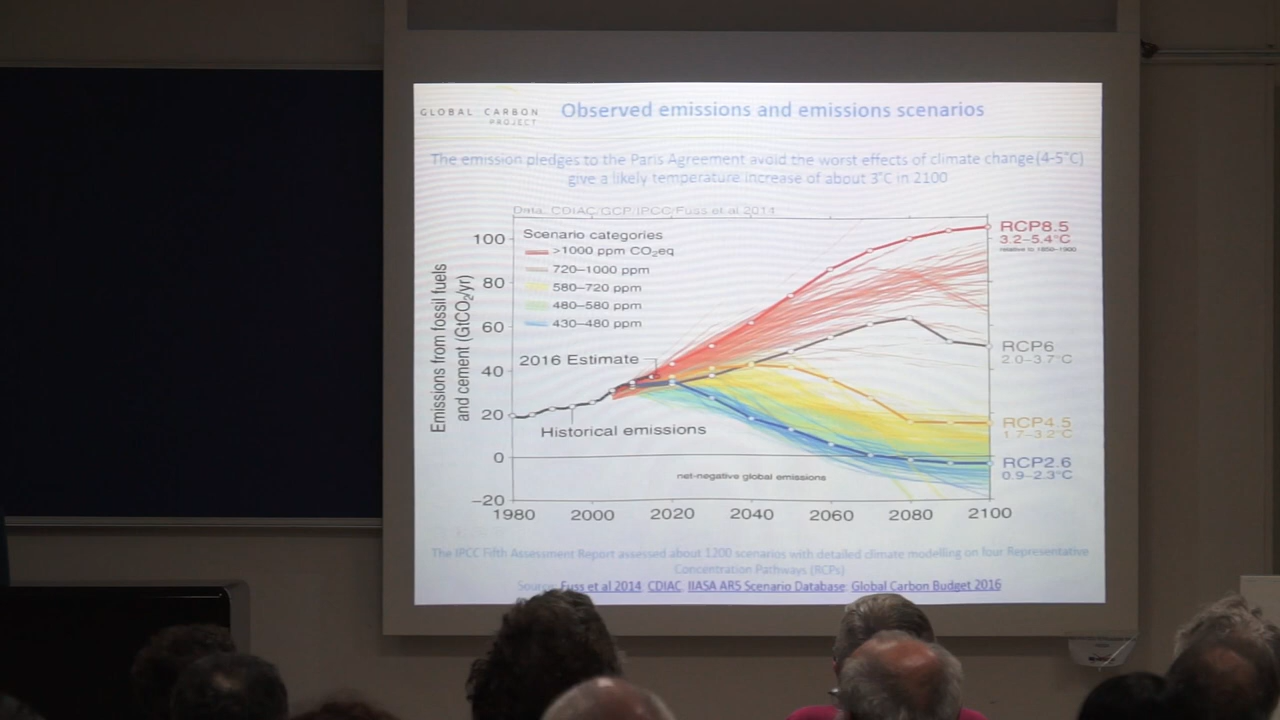 GLOBAL CARBON
PROJECT
Observed emissions and emissions scenarios
The emission pledges to the Paris Agreement avoid the worst effects of climate change (4-5°C)
give a likely temperature increase of about 3°C in 2100
Data: CDIAC/GCP/IPCC/Fuss et al 2014
Emissions from fossil fuels
and cement (GtCO₂/yr)
100
80
60
40
20
0
−20
Scenario categories
>1000 ppm CO₂eq
720–1000 ppm
580–720 ppm
480–580 ppm
430–480 ppm
2016 Estimate
Historical emissions
net-negative global emissions
RCP8.5
3.2–5.4°C
relative to 1850–1900
RCP6
2.0–3.7°C
RCP4.5
1.7–3.2°C
RCP2.6
0.9–2.3°C
1980 2000 2020 2040 2060 2080 2100
The IPCC Fifth Assessment Report assessed about 1200 scenarios with detailed climate modelling on four Representative
Concentration Pathways (RCPs)
Source: Fuss et al 2014 CDIAC IIASA AR5 Scenario Database; Global Carbon Budget 2016